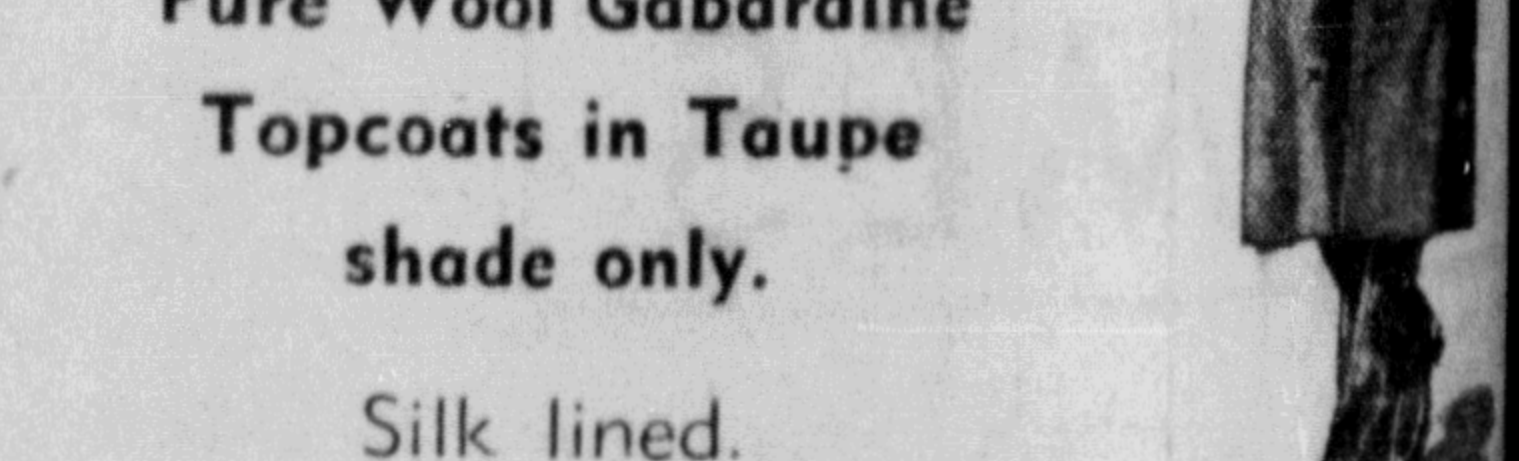 Pure Wool Gabardine
Topcoats in Taupe
shade only.
Silk lined.